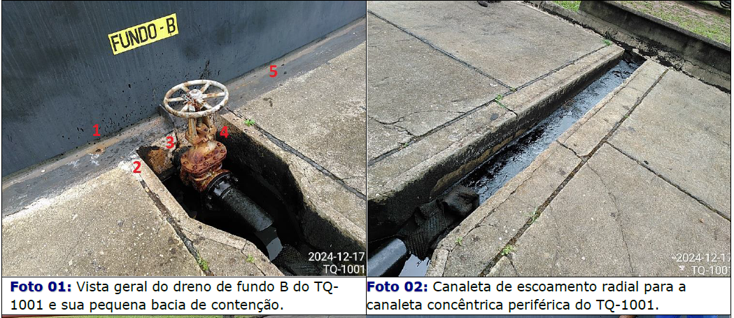 FUNDO-B
1
5
3
4
2
2024-12-17
TQ-1001
2024-12-17
TQ-100
Foto 01: Vista geral do dreno de fundo B do TQ-
1001 e sua pequena bacia de contenção.
Foto 02: Canaleta de escoamento radial para a
canaleta concêntrica periférica do TQ-1001.